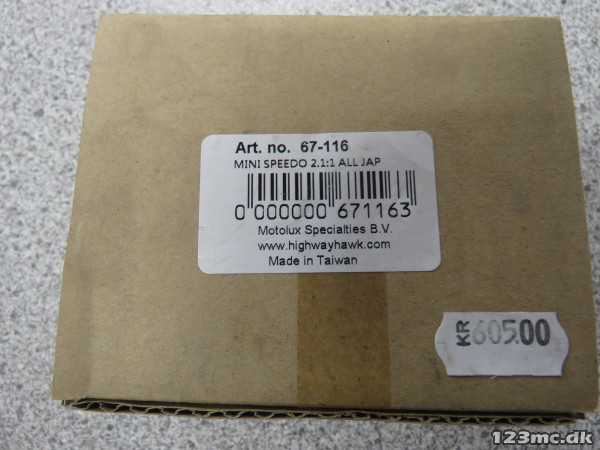 Art. no. 67-116
MINI SPEEDO 2.1:1 ALL JAP
0 000000 671163
Motolux Specialties B.V.
www.highwayhawk.com
Made in Taiwan
KR 605.00
123mc.dk